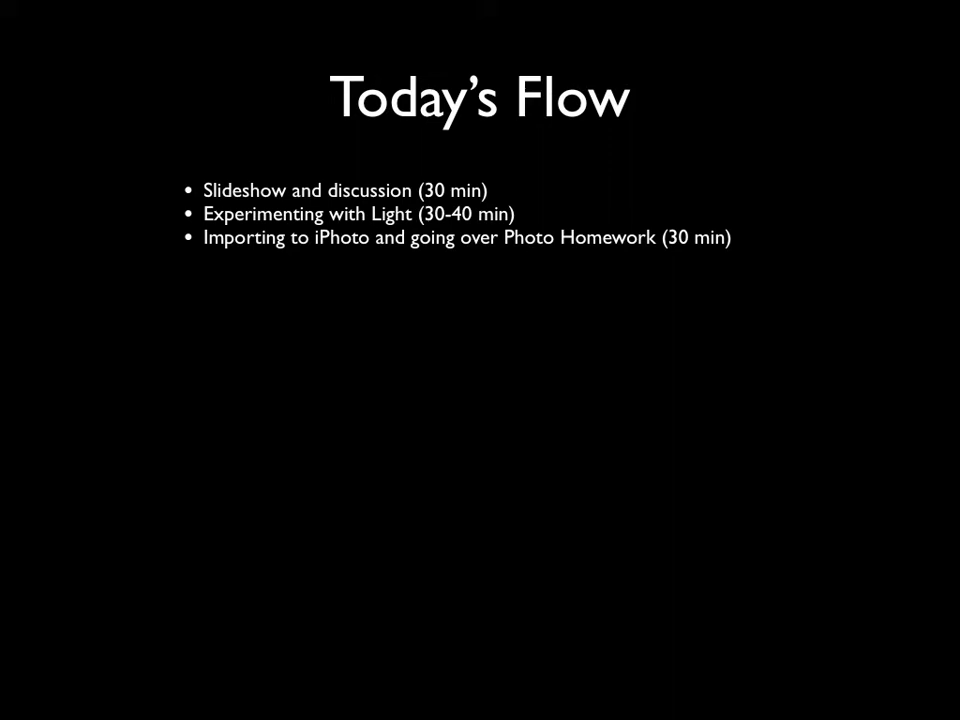 Today’s Flow
• Slideshow and discussion (30 min)
• Experimenting with Light (30-40 min)
• Importing to iPhoto and going over Photo Homework (30 min)